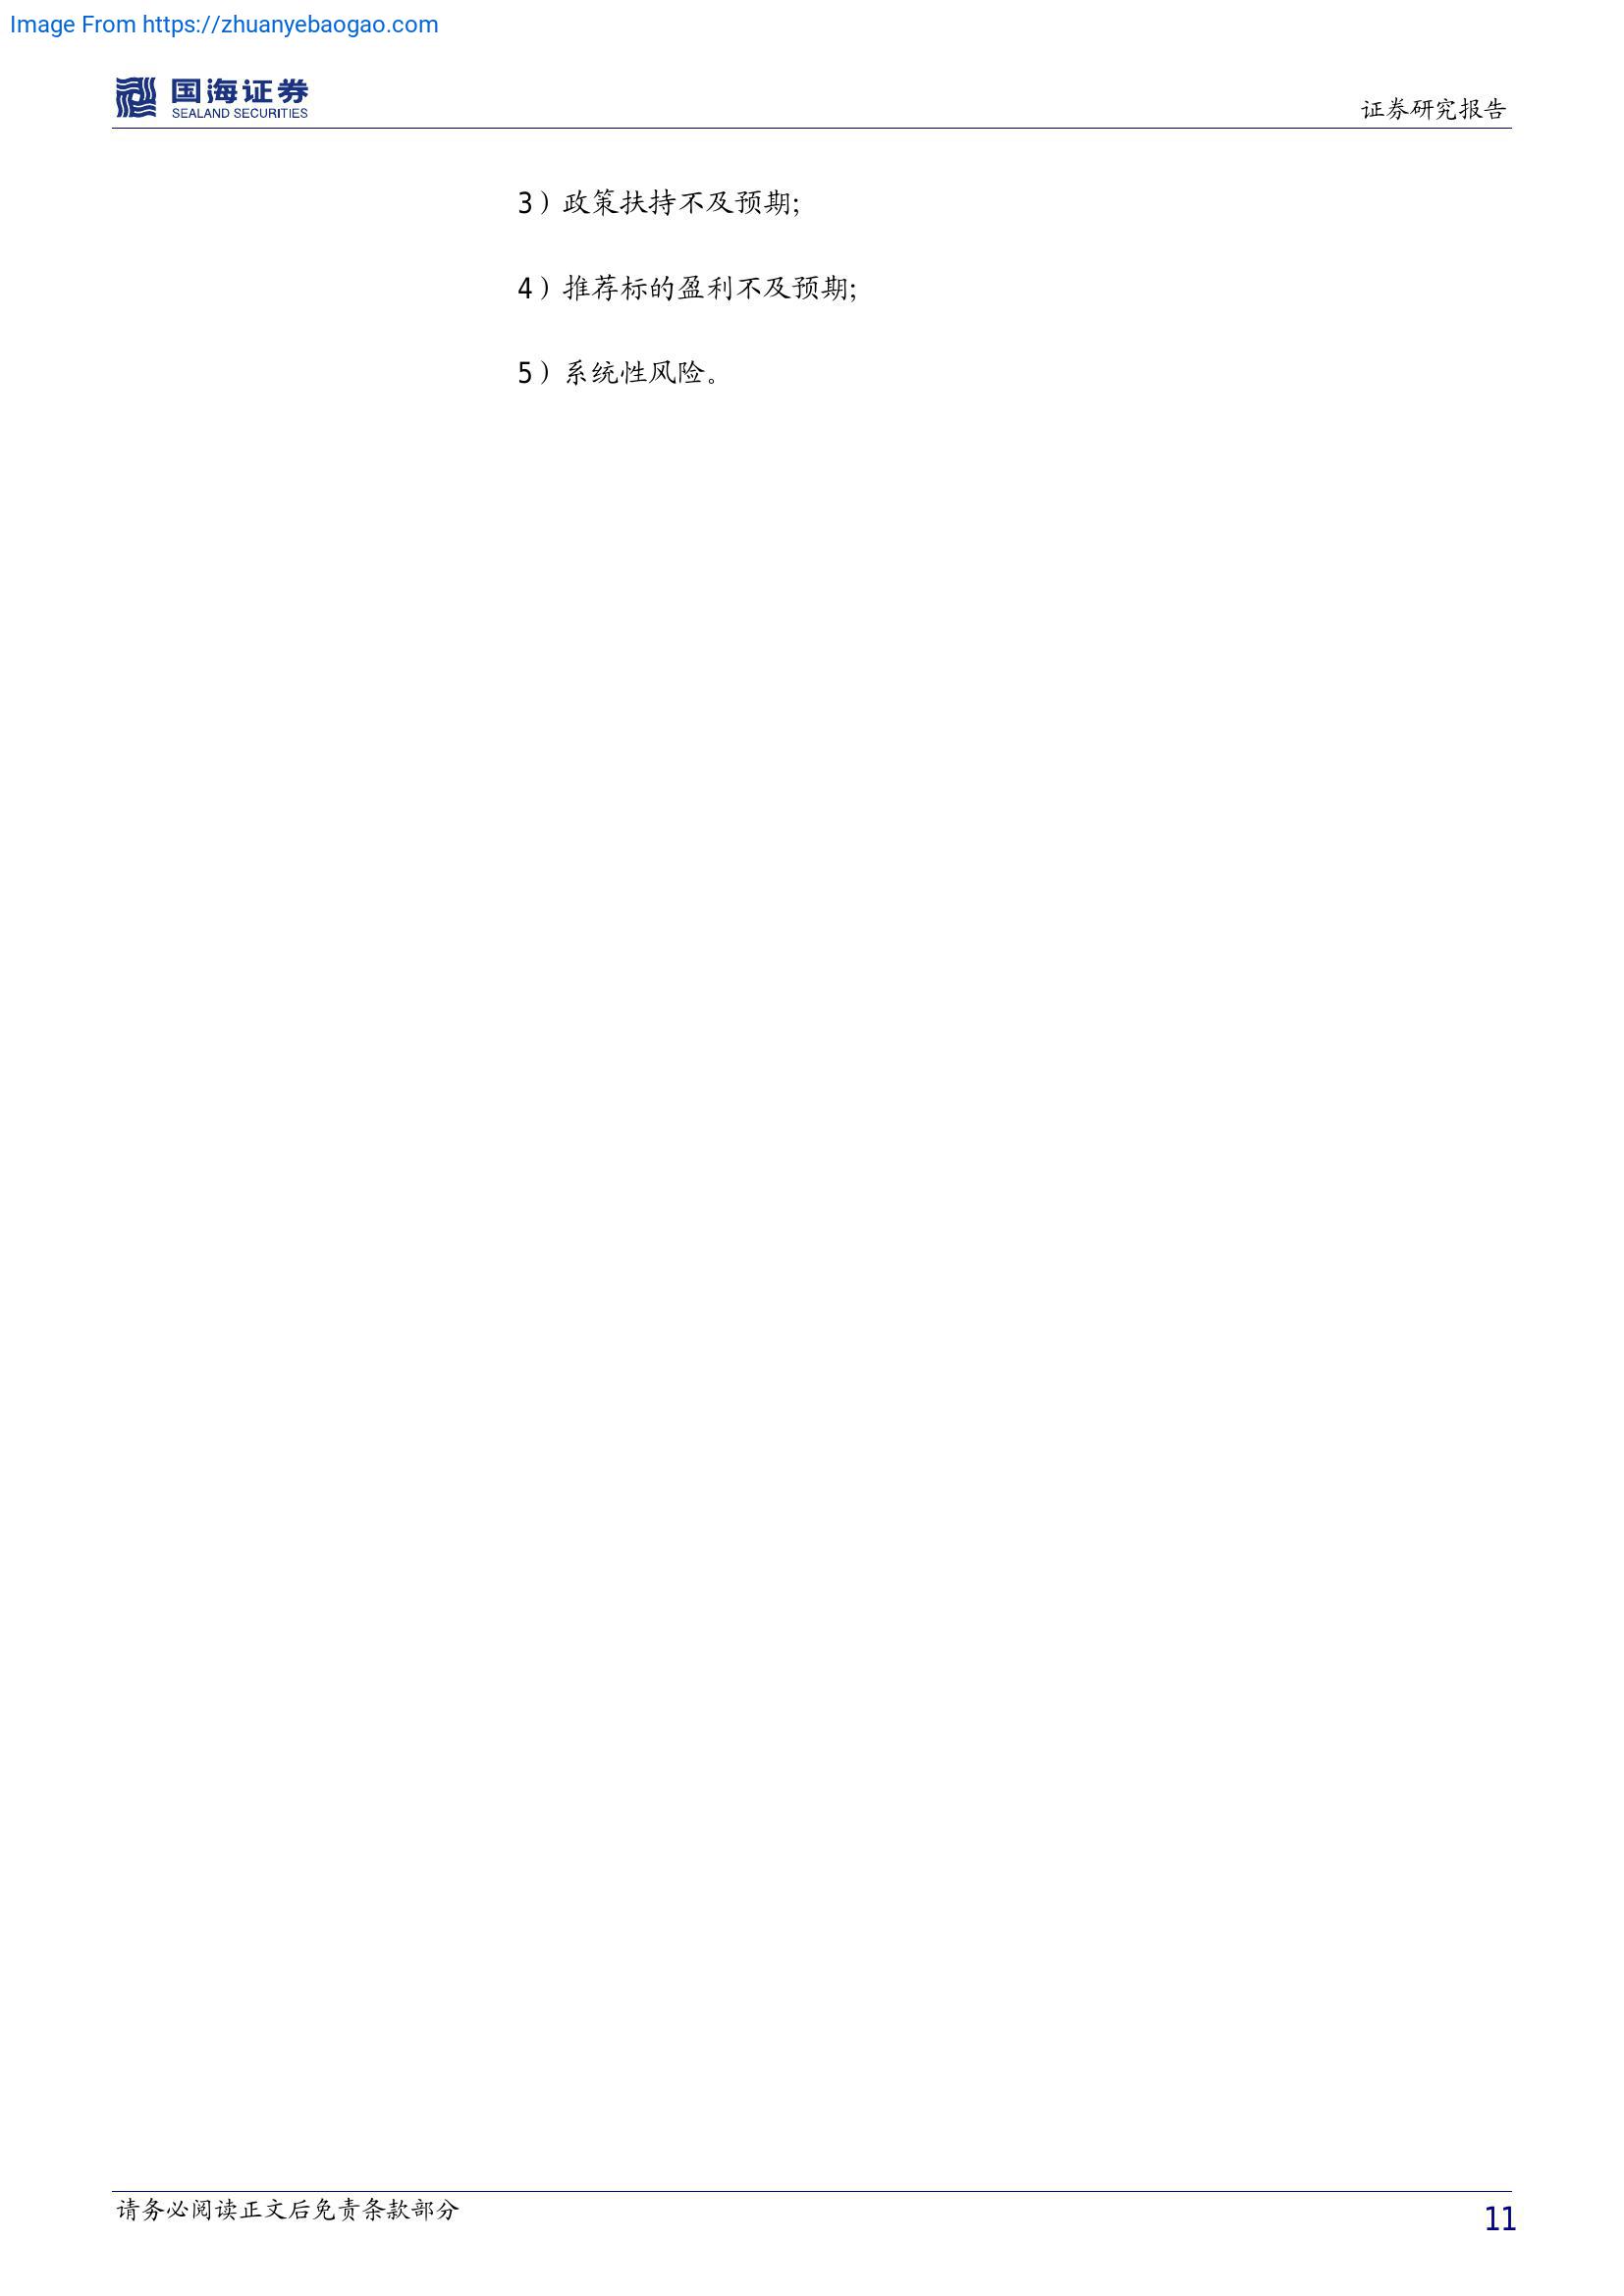 Image From https://zhuanyebaogao.com
国海证券
SEALAND SECURITIES
证券研究报告
3）政策扶持不及预期；
4）推荐标的盈利不及预期；
5）系统性风险。
请务必阅读正文后免责条款部分
11